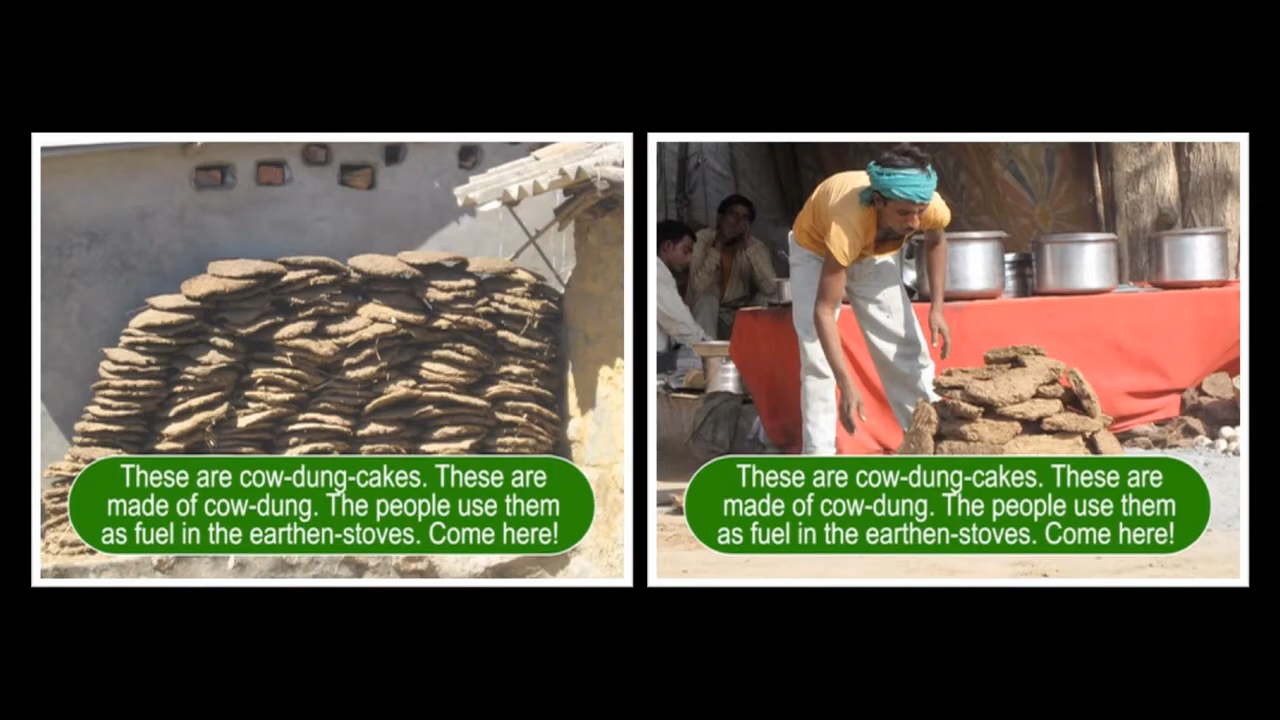 These are cow-dung-cakes. These are
made of cow-dung. The people use them
as fuel in the earthen-stoves. Come here!
These are cow-dung-cakes. These are
made of cow-dung. The people use them
as fuel in the earthen-stoves. Come here!